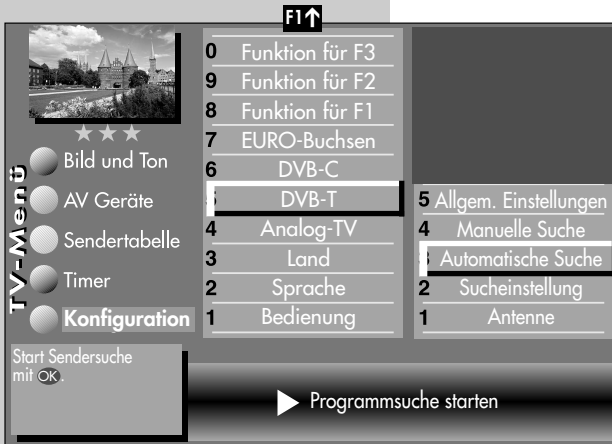 F1↑
TV-Menü
Bild und Ton
AV Geräte
Sendertabelle
Timer
Konfiguration
0 Funktion für F3
9 Funktion für F2
8 Funktion für F1
7 EURO-Buchsen
6 DVB-C
5 DVB-T
4 Analog-TV
3 Land
2 Sprache
1 Bedienung
5 Allgem. Einstellungen
4 Manuelle Suche
3 Automatische Suche
2 Sucheinstellung
1 Antenne
Start Sendersuche
mit OK.
Programmsuche starten